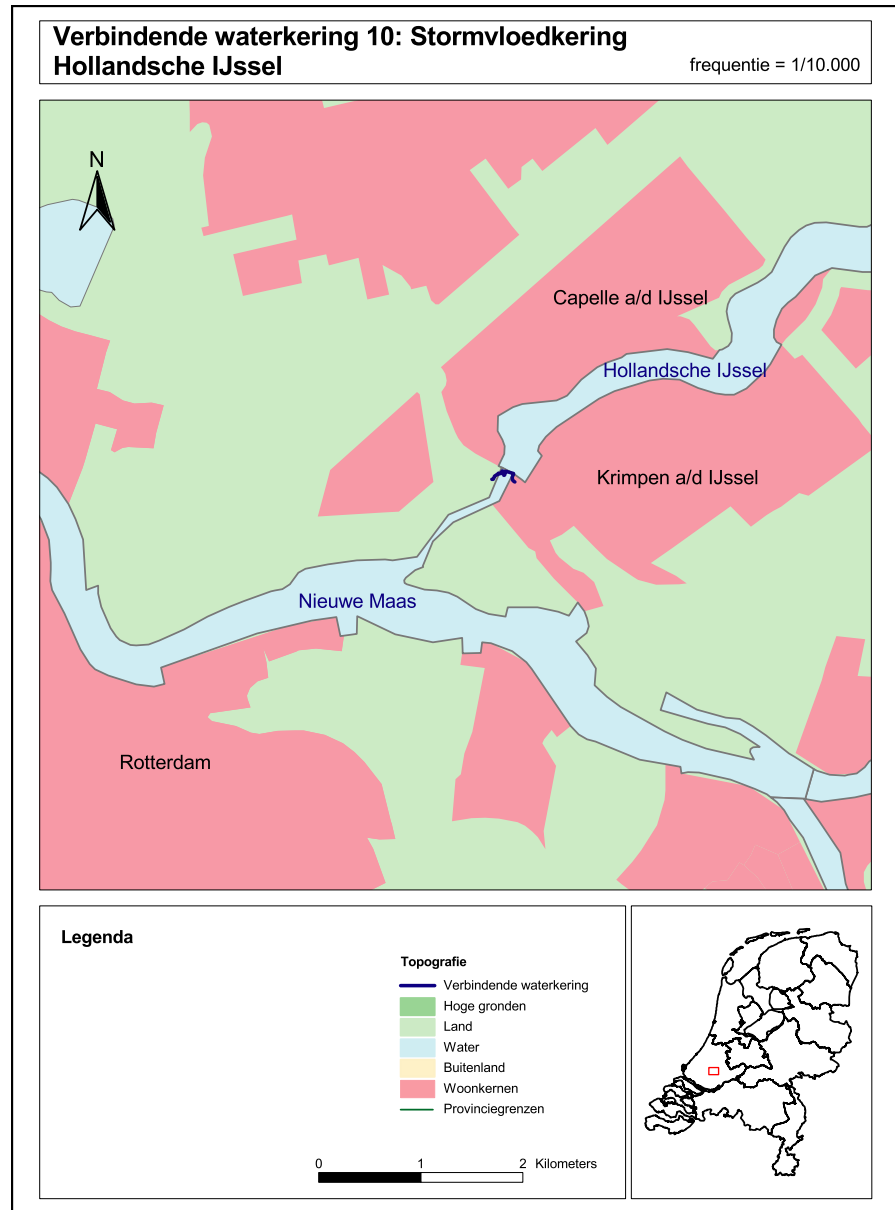 Verbindende waterkering 10: Stormvloedkering
Hollandsche IJssel
frequentie = 1/10.000
N
Capelle a/d IJssel
Hollandsche IJssel
Krimpen a/d IJssel
Nieuwe Maas
Rotterdam
Legenda
Topografie
Verbindende waterkering
Hoge gronden
Land
Water
Buitenland
Woonkernen
Provinciegrenzen
0 1 2 Kilometers